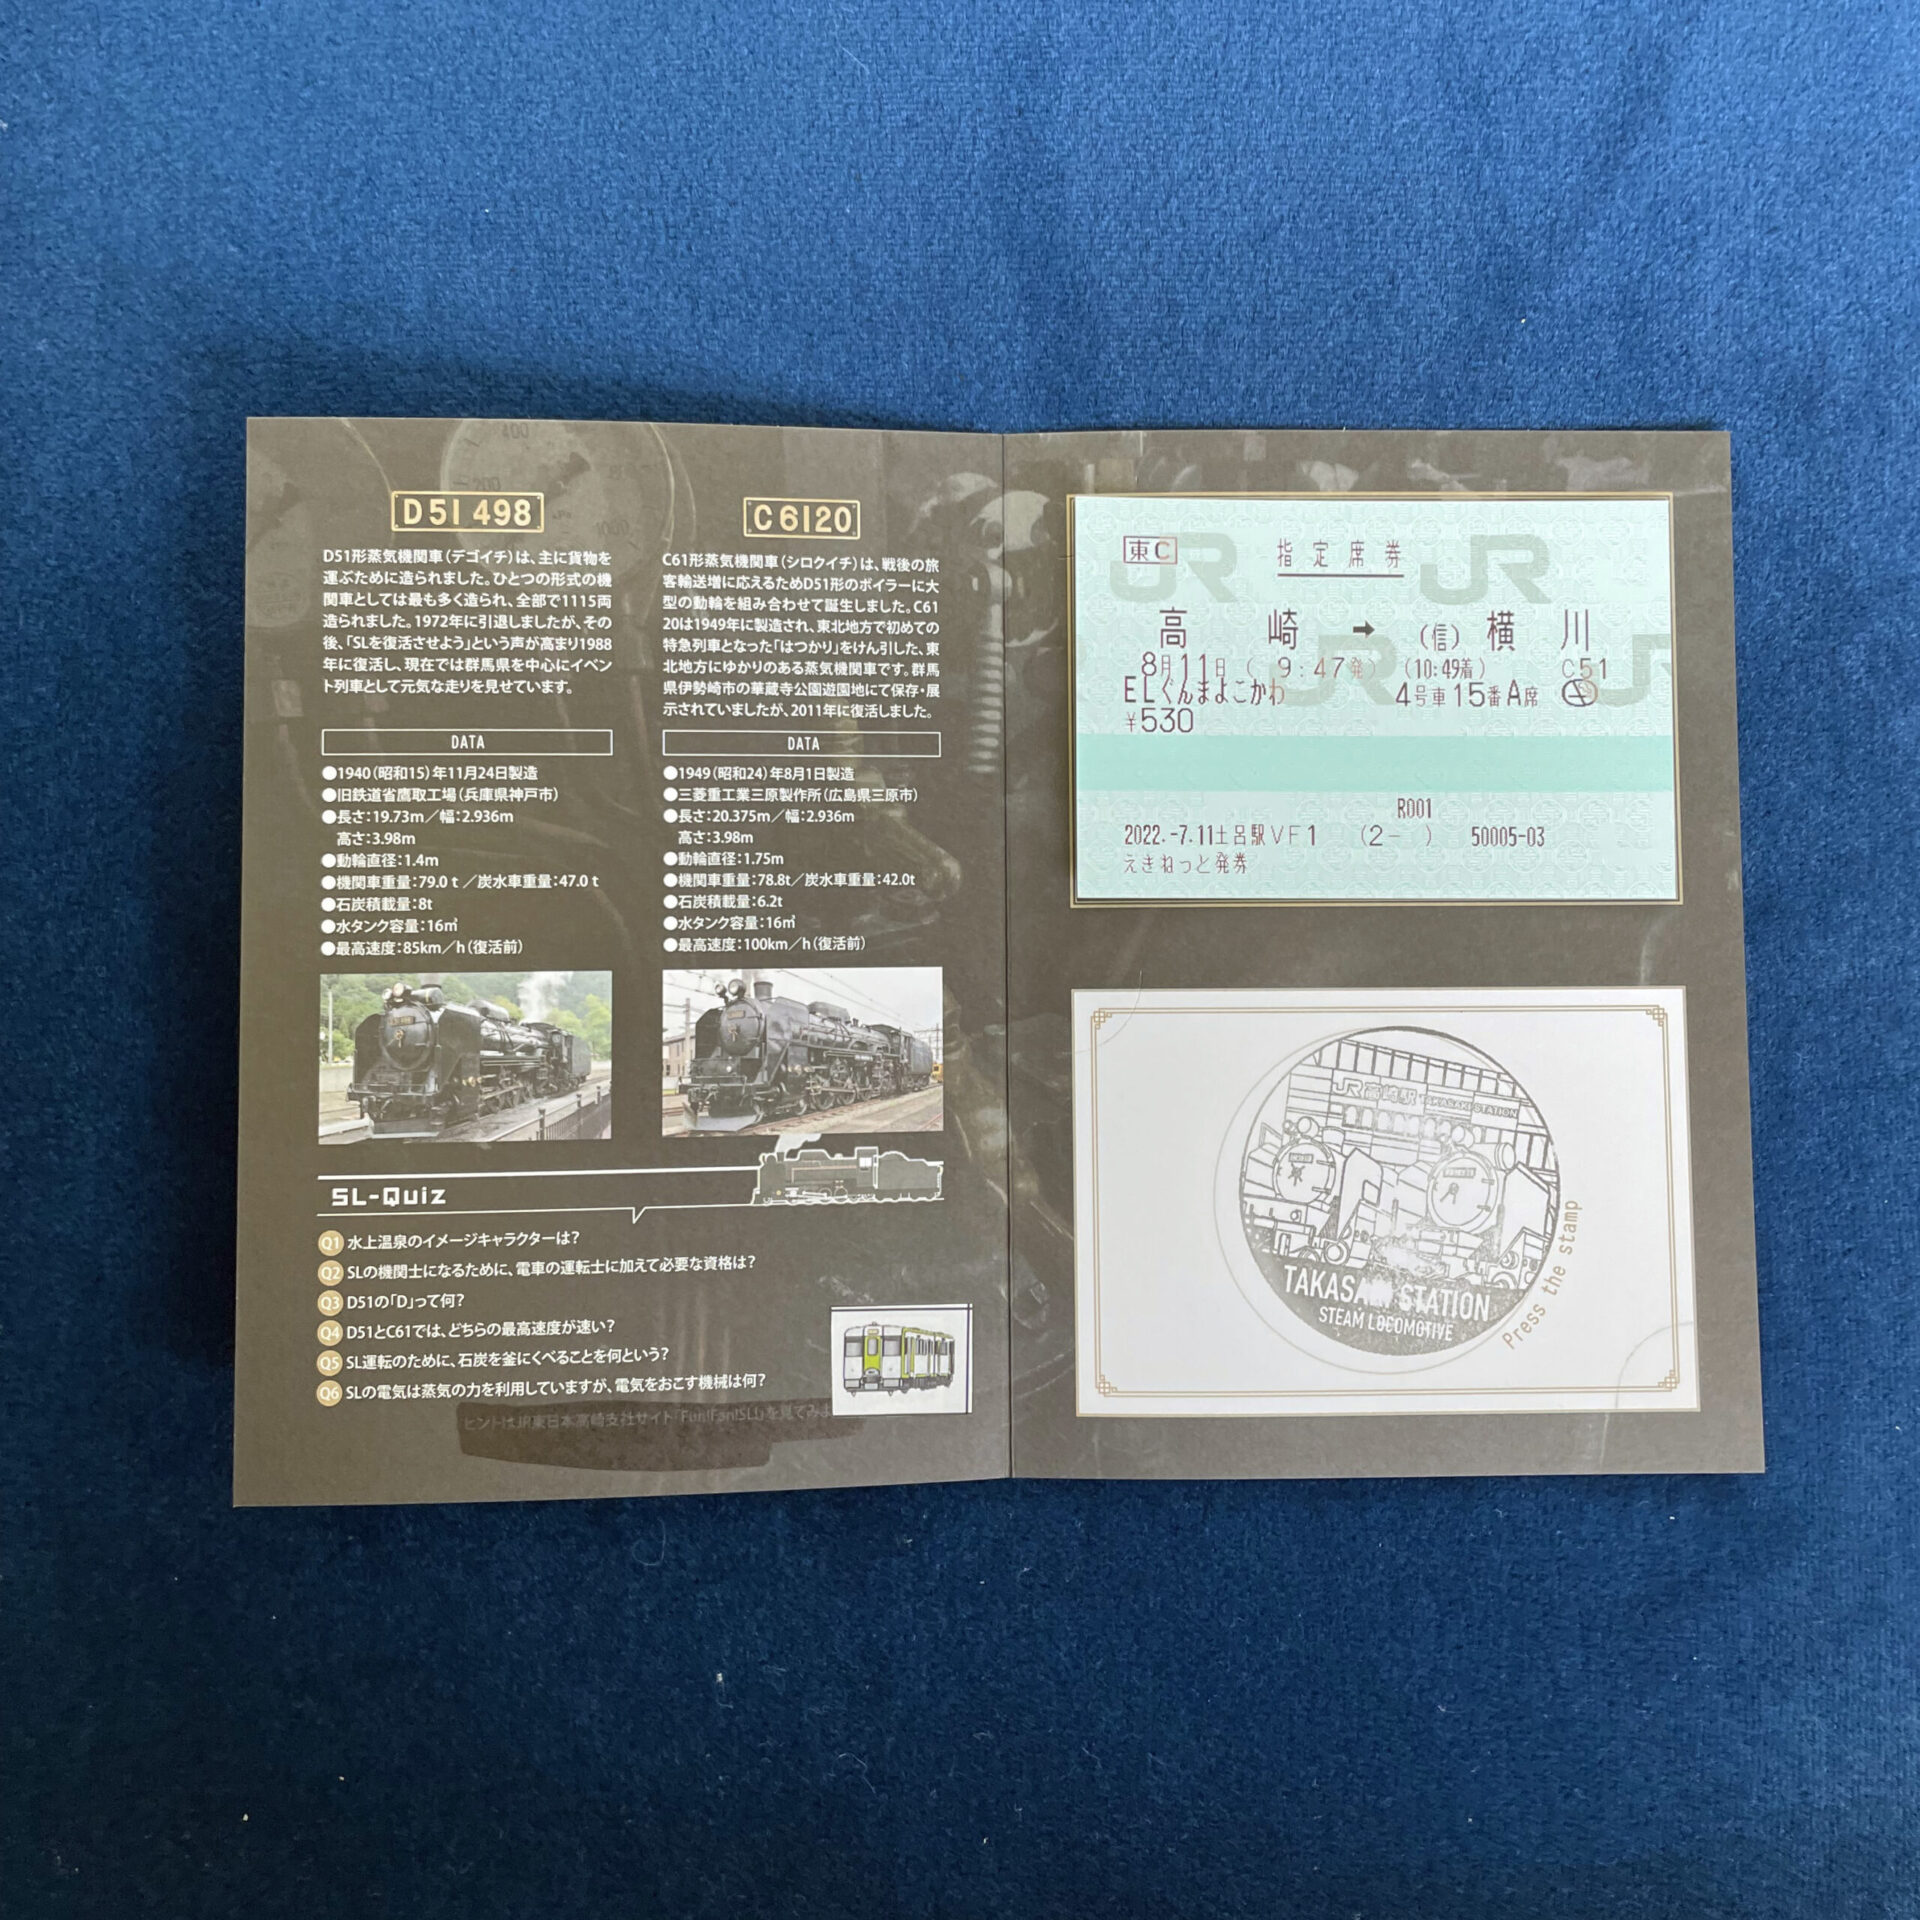 D51 498
D51形蒸気機関車（デゴイチ）は、主に貨物を
運ぶために造られました。ひとつの形式の機
関車としては最も多く造られ、全部で1115両
造られました。1972年に引退しましたが、その
後、「SLを復活させよう」という声が高まり1988
年に復活し、現在では群馬県を中心にイベン
ト列車として元気な走りを見せています。
DATA
●1940（昭和15）年11月24日製造
●旧鉄道省鷹取工場（兵庫県神戸市）
●長さ：19.73m／幅：2.936m
高さ：3.98m
●動輪直径：1.4m
●機関車重量：79.0ｔ／炭水車重量：47.0ｔ
●石炭積載量：8t
●水タンク容量：16㎥
●最高速度：85km／h（復活前）
C6120
C61形蒸気機関車（シロクイチ）は、戦後の旅
客輸送増に応えるためD51形のボイラーに大
型の動輪を組み合わせて誕生しました。C61
20は1949年に製造され、東北地方で初めての
特急列車となった「はつかり」をけん引した、東
北地方にゆかりのある蒸気機関車です。群馬
県伊勢崎市の華蔵寺公園遊園地にて保存・展
示されていましたが、2011年に復活しました。
DATA
●1949（昭和24）年8月1日製造
●三菱重工業三原製作所（広島県三原市）
●長さ：20.375m／幅：2.936m
高さ：3.98m
●動輪直径：1.75m
●機関車重量：78.8t／炭水車重量：42.0t
●石炭積載量：6.2t
●水タンク容量：16㎥
●最高速度：100km／h（復活前）
SL-Quiz
Q1 水上温泉のイメージキャラクターは？
Q2 SLの機関士になるために、電車の運転士に加えて必要な資格は？
Q3 D51の「D」って何？
Q4 D51とC61では、どちらの最高速度が速い？
Q5 SL運転のために、石炭を釜にくべることを何という？
Q6 SLの電気は蒸気の力を利用していますが、電気をおこす機械は何？
ヒントはJR東日本高崎支社サイト「Fun!Fan!SL!」を見てみよ
東C 指定席券
高崎 → （信）横川
8月11日（ 9：47発）（10：49着） C51
ELぐんまよこかわ 4号車15番A席
￥530
R001
2022.-7.11土呂駅VF1 （2- ） 50005-03
えきねっと発券
JR高崎駅 TAKASAKI STATION
TAKASAKI STATION
STEAM LOCOMOTIVE
Press the stamp